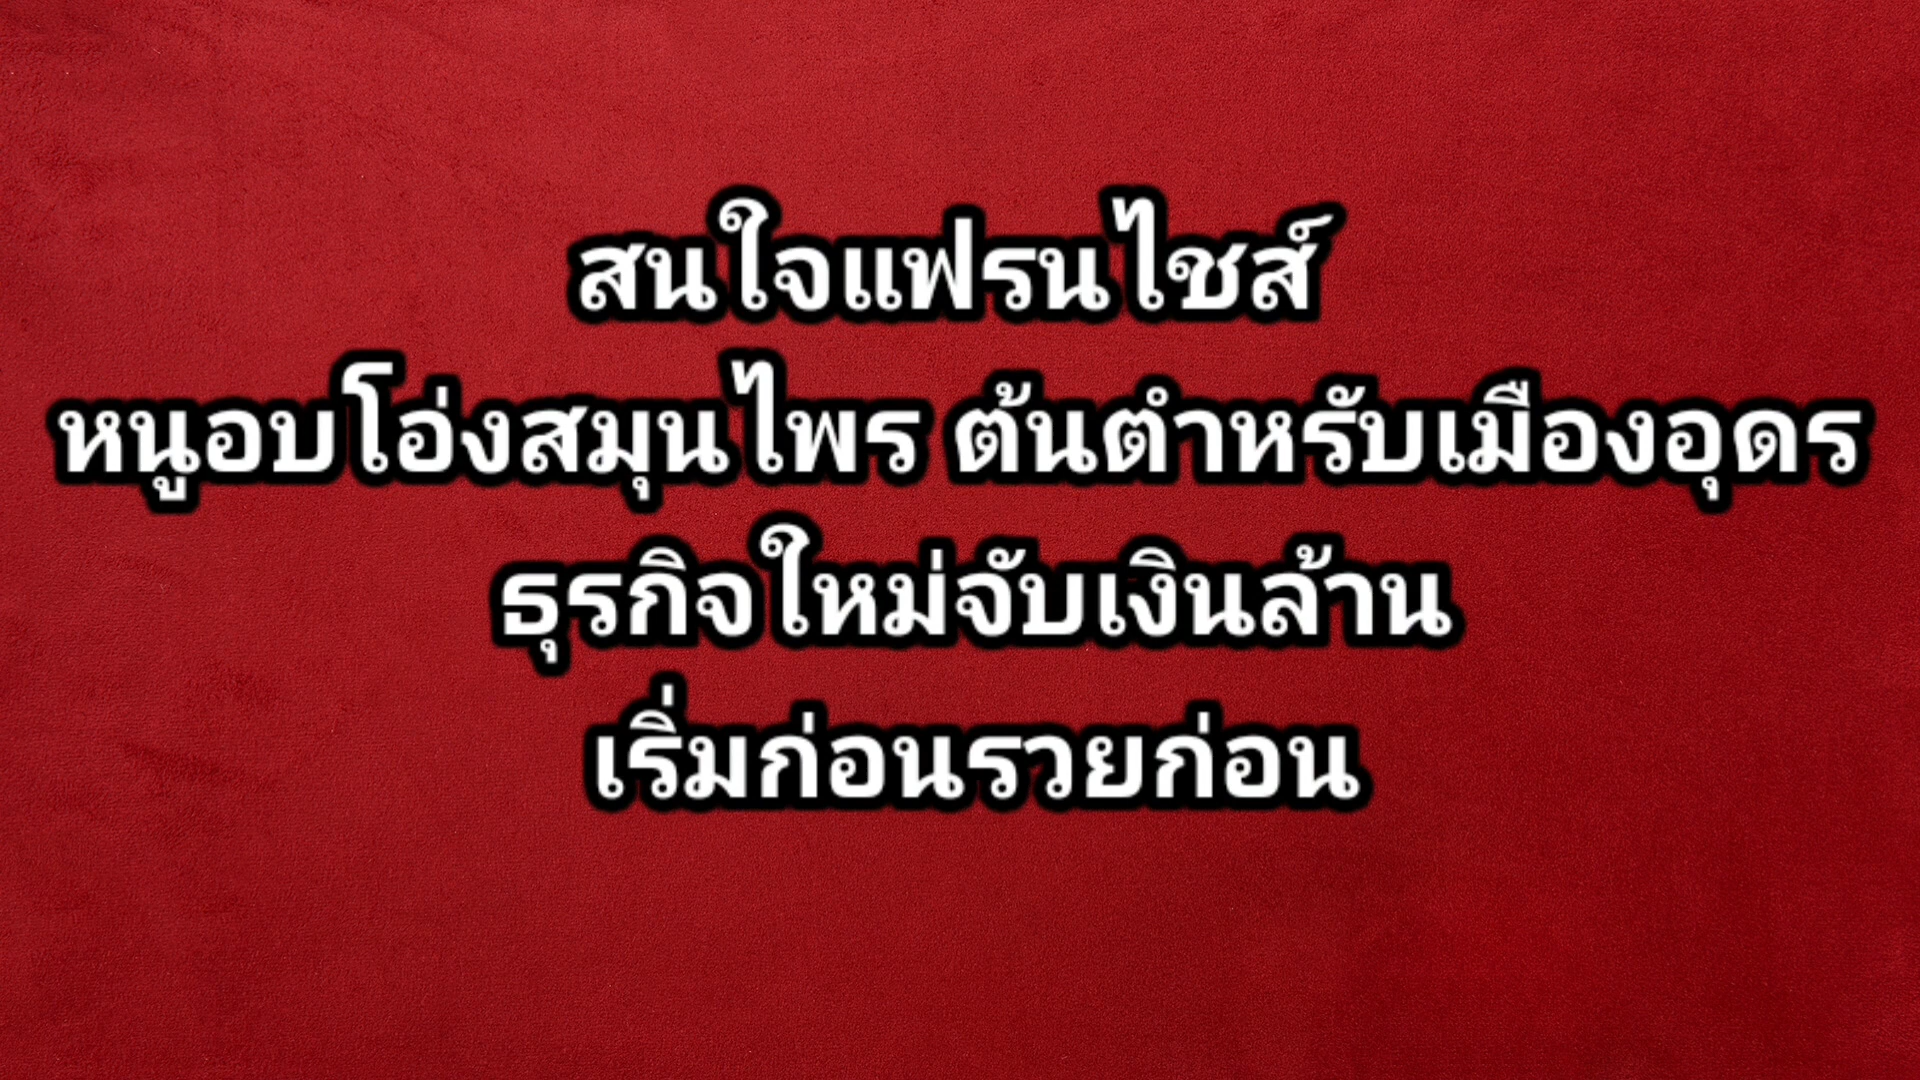 สนใจแฟรนไชส์
หนูอบโอ่งสมุนไพร ต้นตำหรับเมืองอุดร
ธุรกิจใหม่จับเงินล้าน
เริ่มก่อนรวยก่อน